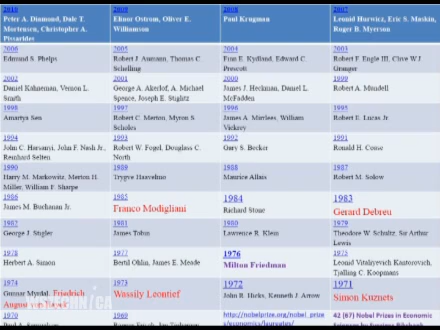 2010
2009
2008
2007
Peter A. Diamond, Dale T.
Mortensen, Christopher A.
Pissarides
Elinor Ostrom, Oliver E.
Williamson
Paul Krugman
Leonid Hurwicz, Eric S. Maskin,
Roger B. Myerson
2006
2005
2004
2003
Edmund S. Phelps
Robert J. Aumann, Thomas C.
Schelling
Finn E. Kydland, Edward C.
Prescott
Robert F. Engle III, Clive W.J.
Granger
2002
2001
2000
1999
Daniel Kahneman, Vernon L.
Smith
George A. Akerlof, A. Michael
Spence, Joseph E. Stiglitz
James J. Heckman, Daniel L.
McFadden
Robert A. Mundell
1998
1997
1996
1995
Amartya Sen
Robert C. Merton, Myron S.
Scholes
James A. Mirrlees, William
Vickrey
Robert E. Lucas Jr.
1994
1993
1992
1991
John C. Harsanyi, John F. Nash Jr.,
Reinhard Selten
Robert W. Fogel, Douglass C.
North
Gary S. Becker
Ronald H. Coase
1990
1989
1988
1987
Harry M. Markowitz, Merton H.
Miller, William F. Sharpe
Trygve Haavelmo
Maurice Allais
Robert M. Solow
1986
1985
1984
1983
James M. Buchanan Jr.
Franco Modigliani
Richard Stone
Gerard Debreu
1982
1981
1980
1979
George J. Stigler
James Tobin
Lawrence R. Klein
Theodore W. Schultz, Sir Arthur
Lewis
1978
1977
1976
1975
Herbert A. Simon
Bertil Ohlin, James E. Meade
Milton Friedman
Leonid Vitaliyevich Kantorovich,
Tjalling C. Koopmans
1974
1973
1972
1971
Gunnar Myrdal, Friedrich
August von
Wassily Leontief
John R. Hicks, Kenneth J. Arrow
Simon Kuznets
1970
1969
http://nobelprize.org/nobel_prize
s/economics/laureates/
42 (67) Nobel Prizes in Economic